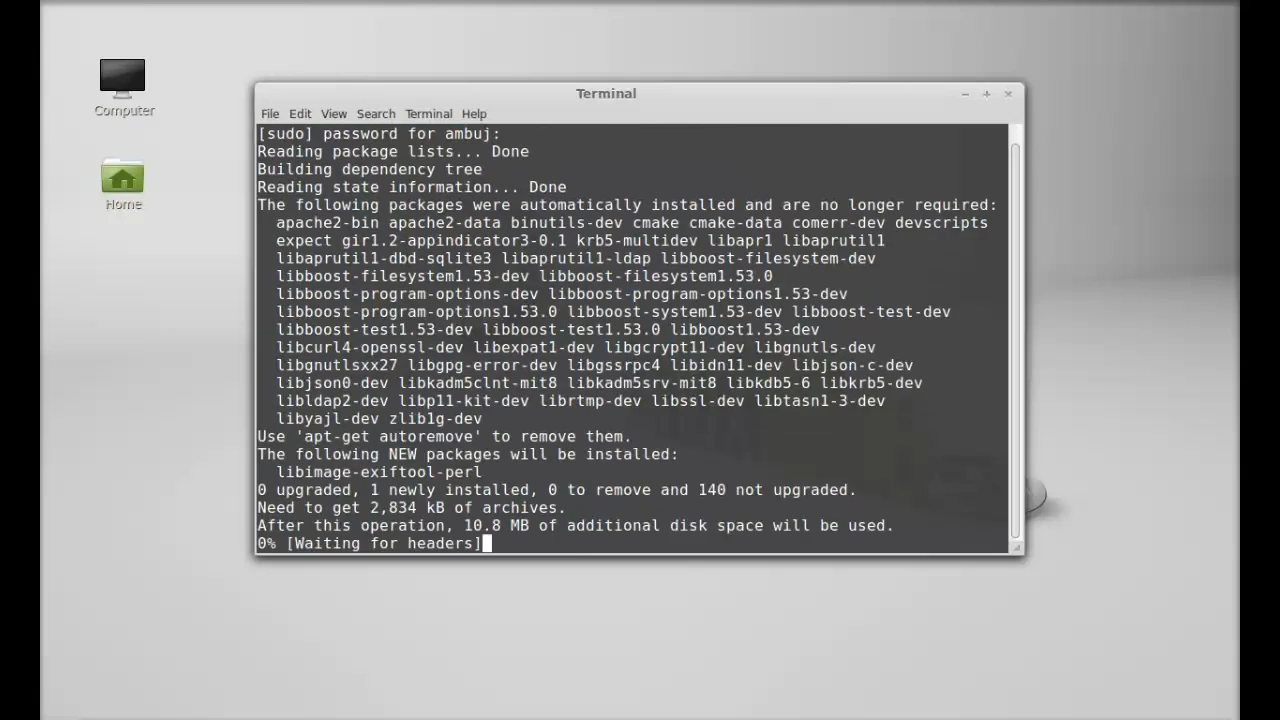 Computer
Home
Terminal
File Edit View Search Terminal Help
[sudo] password for ambuj:
Reading package lists... Done
Building dependency tree
Reading state information... Done
The following packages were automatically installed and are no longer required:
apache2-bin apache2-data binutils-dev cmake cmake-data comerr-dev devscripts
expect gir1.2-appindicator3-0.1 krb5-multidev libapr1 libaprutil1
libaprutil1-dbd-sqlite3 libaprutil1-ldap libboost-filesystem-dev
libboost-filesystem1.53-dev libboost-filesystem1.53.0
libboost-program-options-dev libboost-program-options1.53-dev
libboost-program-options1.53.0 libboost-system1.53-dev libboost-test-dev
libboost-test1.53-dev libboost-test1.53.0 libboost1.53-dev
libcurl4-openssl-dev libexpat1-dev libgcrypt11-dev libgnutls-dev
libgnutlsxx27 libgpg-error-dev libgssrpc4 libidn11-dev libjson-c-dev
libjson0-dev libkadm5clnt-mit8 libkadm5srv-mit8 libkdb5-6 libkrb5-dev
libldap2-dev libp11-kit-dev librtmp-dev libssl-dev libtasn1-3-dev
libyajl-dev zlib1g-dev
Use 'apt-get autoremove' to remove them.
The following NEW packages will be installed:
libimage-exiftool-perl
0 upgraded, 1 newly installed, 0 to remove and 140 not upgraded.
Need to get 2,834 kB of archives.
After this operation, 10.8 MB of additional disk space will be used.
0% [Waiting for headers]